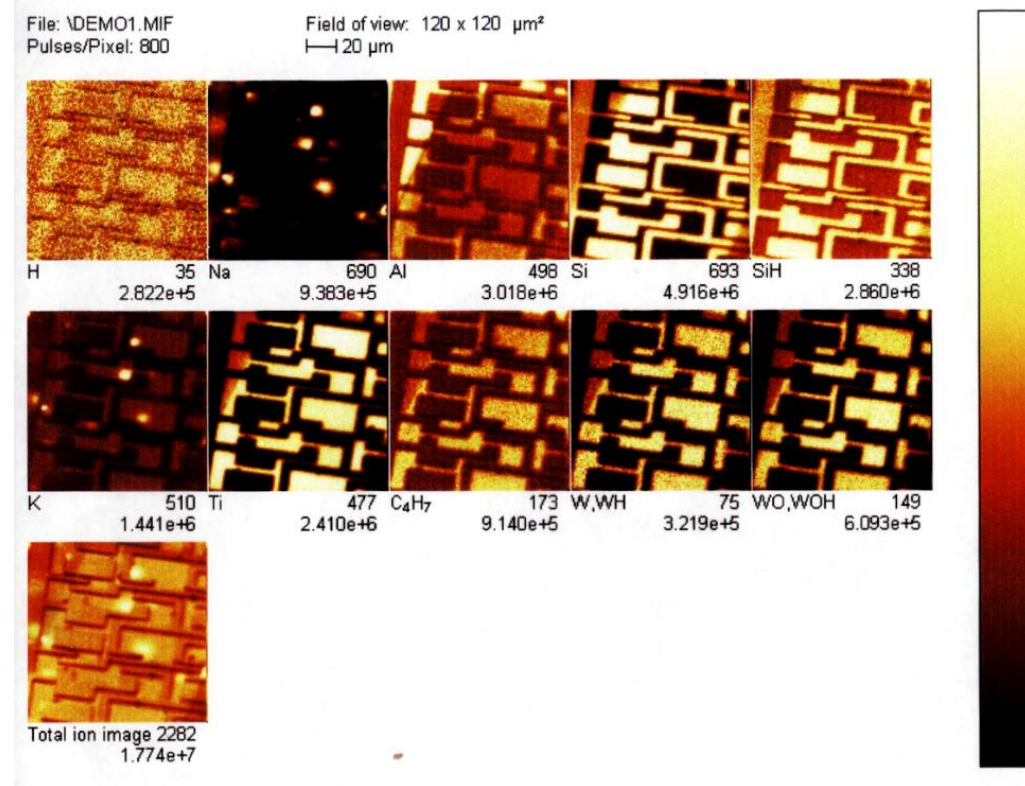 File: \DEMO1.MIF
Field of view: 120 x 120 µm²
Pulses/Pixel: 800
20 µm
H 35
2.822e+5
Na 690
9.383e+5
Al 498
3.018e+6
Si 693
4.916e+6
SiH 338
2.860e+6
K 510
1.441e+6
Ti 477
2.410e+6
C₄H₇ 173
9.140e+5
W,WH 75
3.219e+5
WO,WOH 149
6.093e+5
Total ion image 2282
1.774e+7